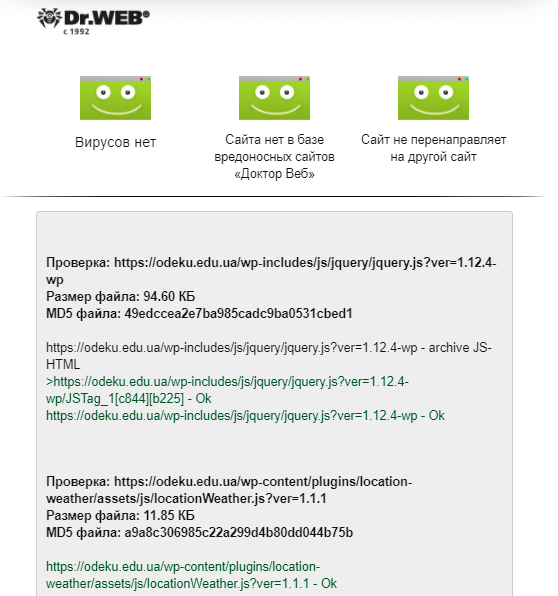 Dr.WEB®
с 1992
Вирусов нет
Сайта нет в базе
вредоносных сайтов
«Доктор Веб»
Сайт не перенаправляет
на другой сайт
Проверка: https://odeku.edu.ua/wp-includes/js/jquery/jquery.js?ver=1.12.4-
wp
Размер файла: 94.60 КБ
MD5 файла: 49edccea2e7ba985cadc9ba0531cbed1
https://odeku.edu.ua/wp-includes/js/jquery/jquery.js?ver=1.12.4-wp - archive JS-
HTML
>https://odeku.edu.ua/wp-includes/js/jquery/jquery.js?ver=1.12.4-
wp/JSTag_1[c844][b225] - Ok
https://odeku.edu.ua/wp-includes/js/jquery/jquery.js?ver=1.12.4-wp - Ok
Проверка: https://odeku.edu.ua/wp-content/plugins/location-
weather/assets/js/locationWeather.js?ver=1.1.1
Размер файла: 11.85 КБ
MD5 файла: a9a8c306985c22a299d4b80dd044b75b
https://odeku.edu.ua/wp-content/plugins/location-
weather/assets/js/locationWeather.js?ver=1.1.1 - Ok